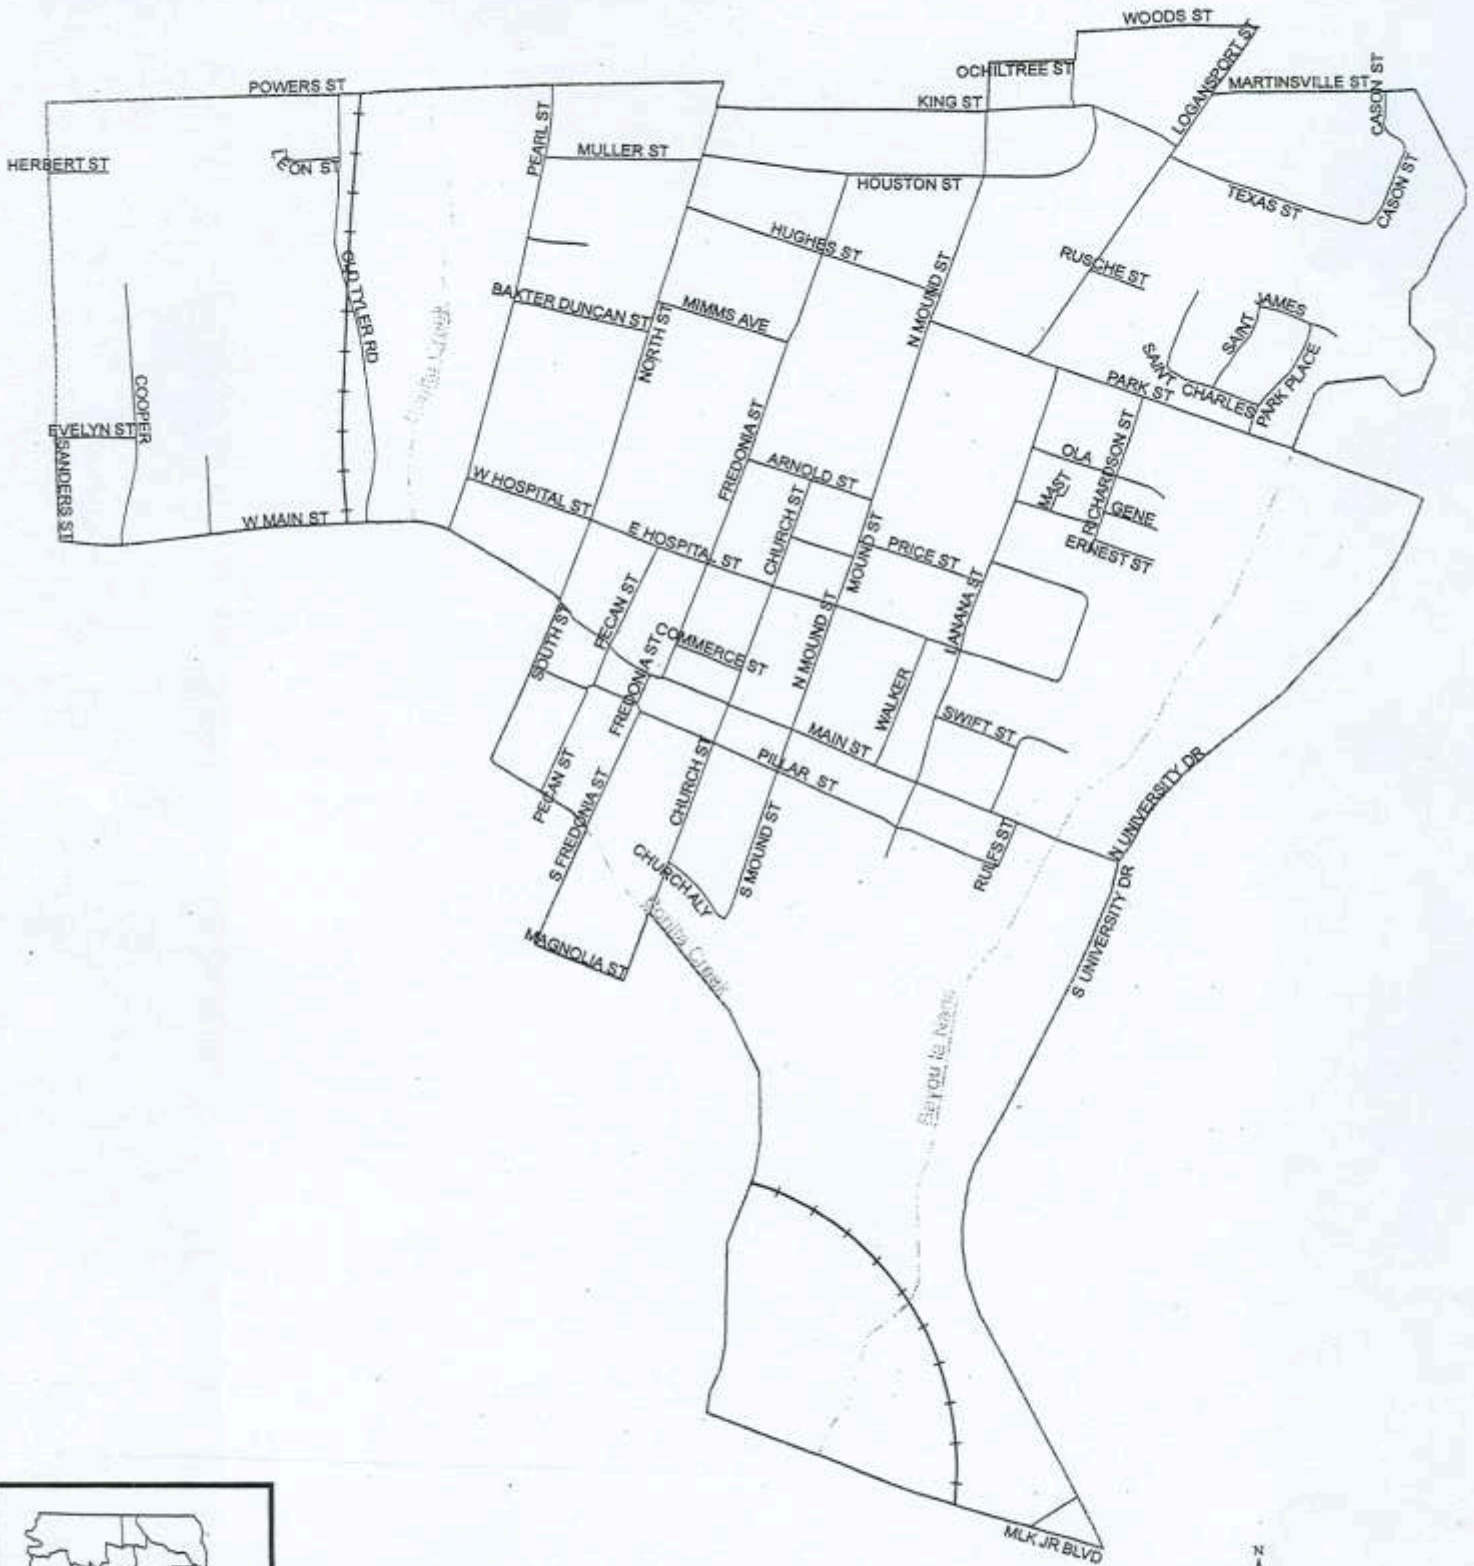 WOODS ST
OCHILTREE ST
LOGANSPORT ST
MARTINSVILLE ST
CASON ST
POWERS ST
KING ST
PEARL ST
HERBERT ST
LEON ST
MULLER ST
HOUSTON ST
CASON ST
TEXAS ST
HUGHES ST
RUSCHE ST
OLD TYLER RD
N MOUND ST
BAXTER DUNCAN ST
MIMMS AVE
JAMES
SAINT
NORTH ST
SAINT CHARLES
PARK PLACE
PARK ST
COOPER
EVELYN ST
SANDERS ST
FREDONIA ST
ARNOLD ST
OLA
RICHARDSON ST
MAST
GENE
ERNEST ST
W HOSPITAL ST
W MAIN ST
E HOSPITAL ST
CHURCH ST
MOUND ST
PRICE ST
LANANA ST
PECAN ST
SOUTH ST
COMMERCE ST
N MOUND ST
FREDONIA ST
WALKER
SWIFT ST
MAIN ST
PILLAR ST
PECAN ST
CHURCH ST
S FREDONIA ST
S MOUND ST
N UNIVERSITY DR
RULFS ST
CHURCH ALY
S UNIVERSITY DR
MAGNOLIA ST
Bonita Creek
Bayou la Nana
MLK JR BLVD
N